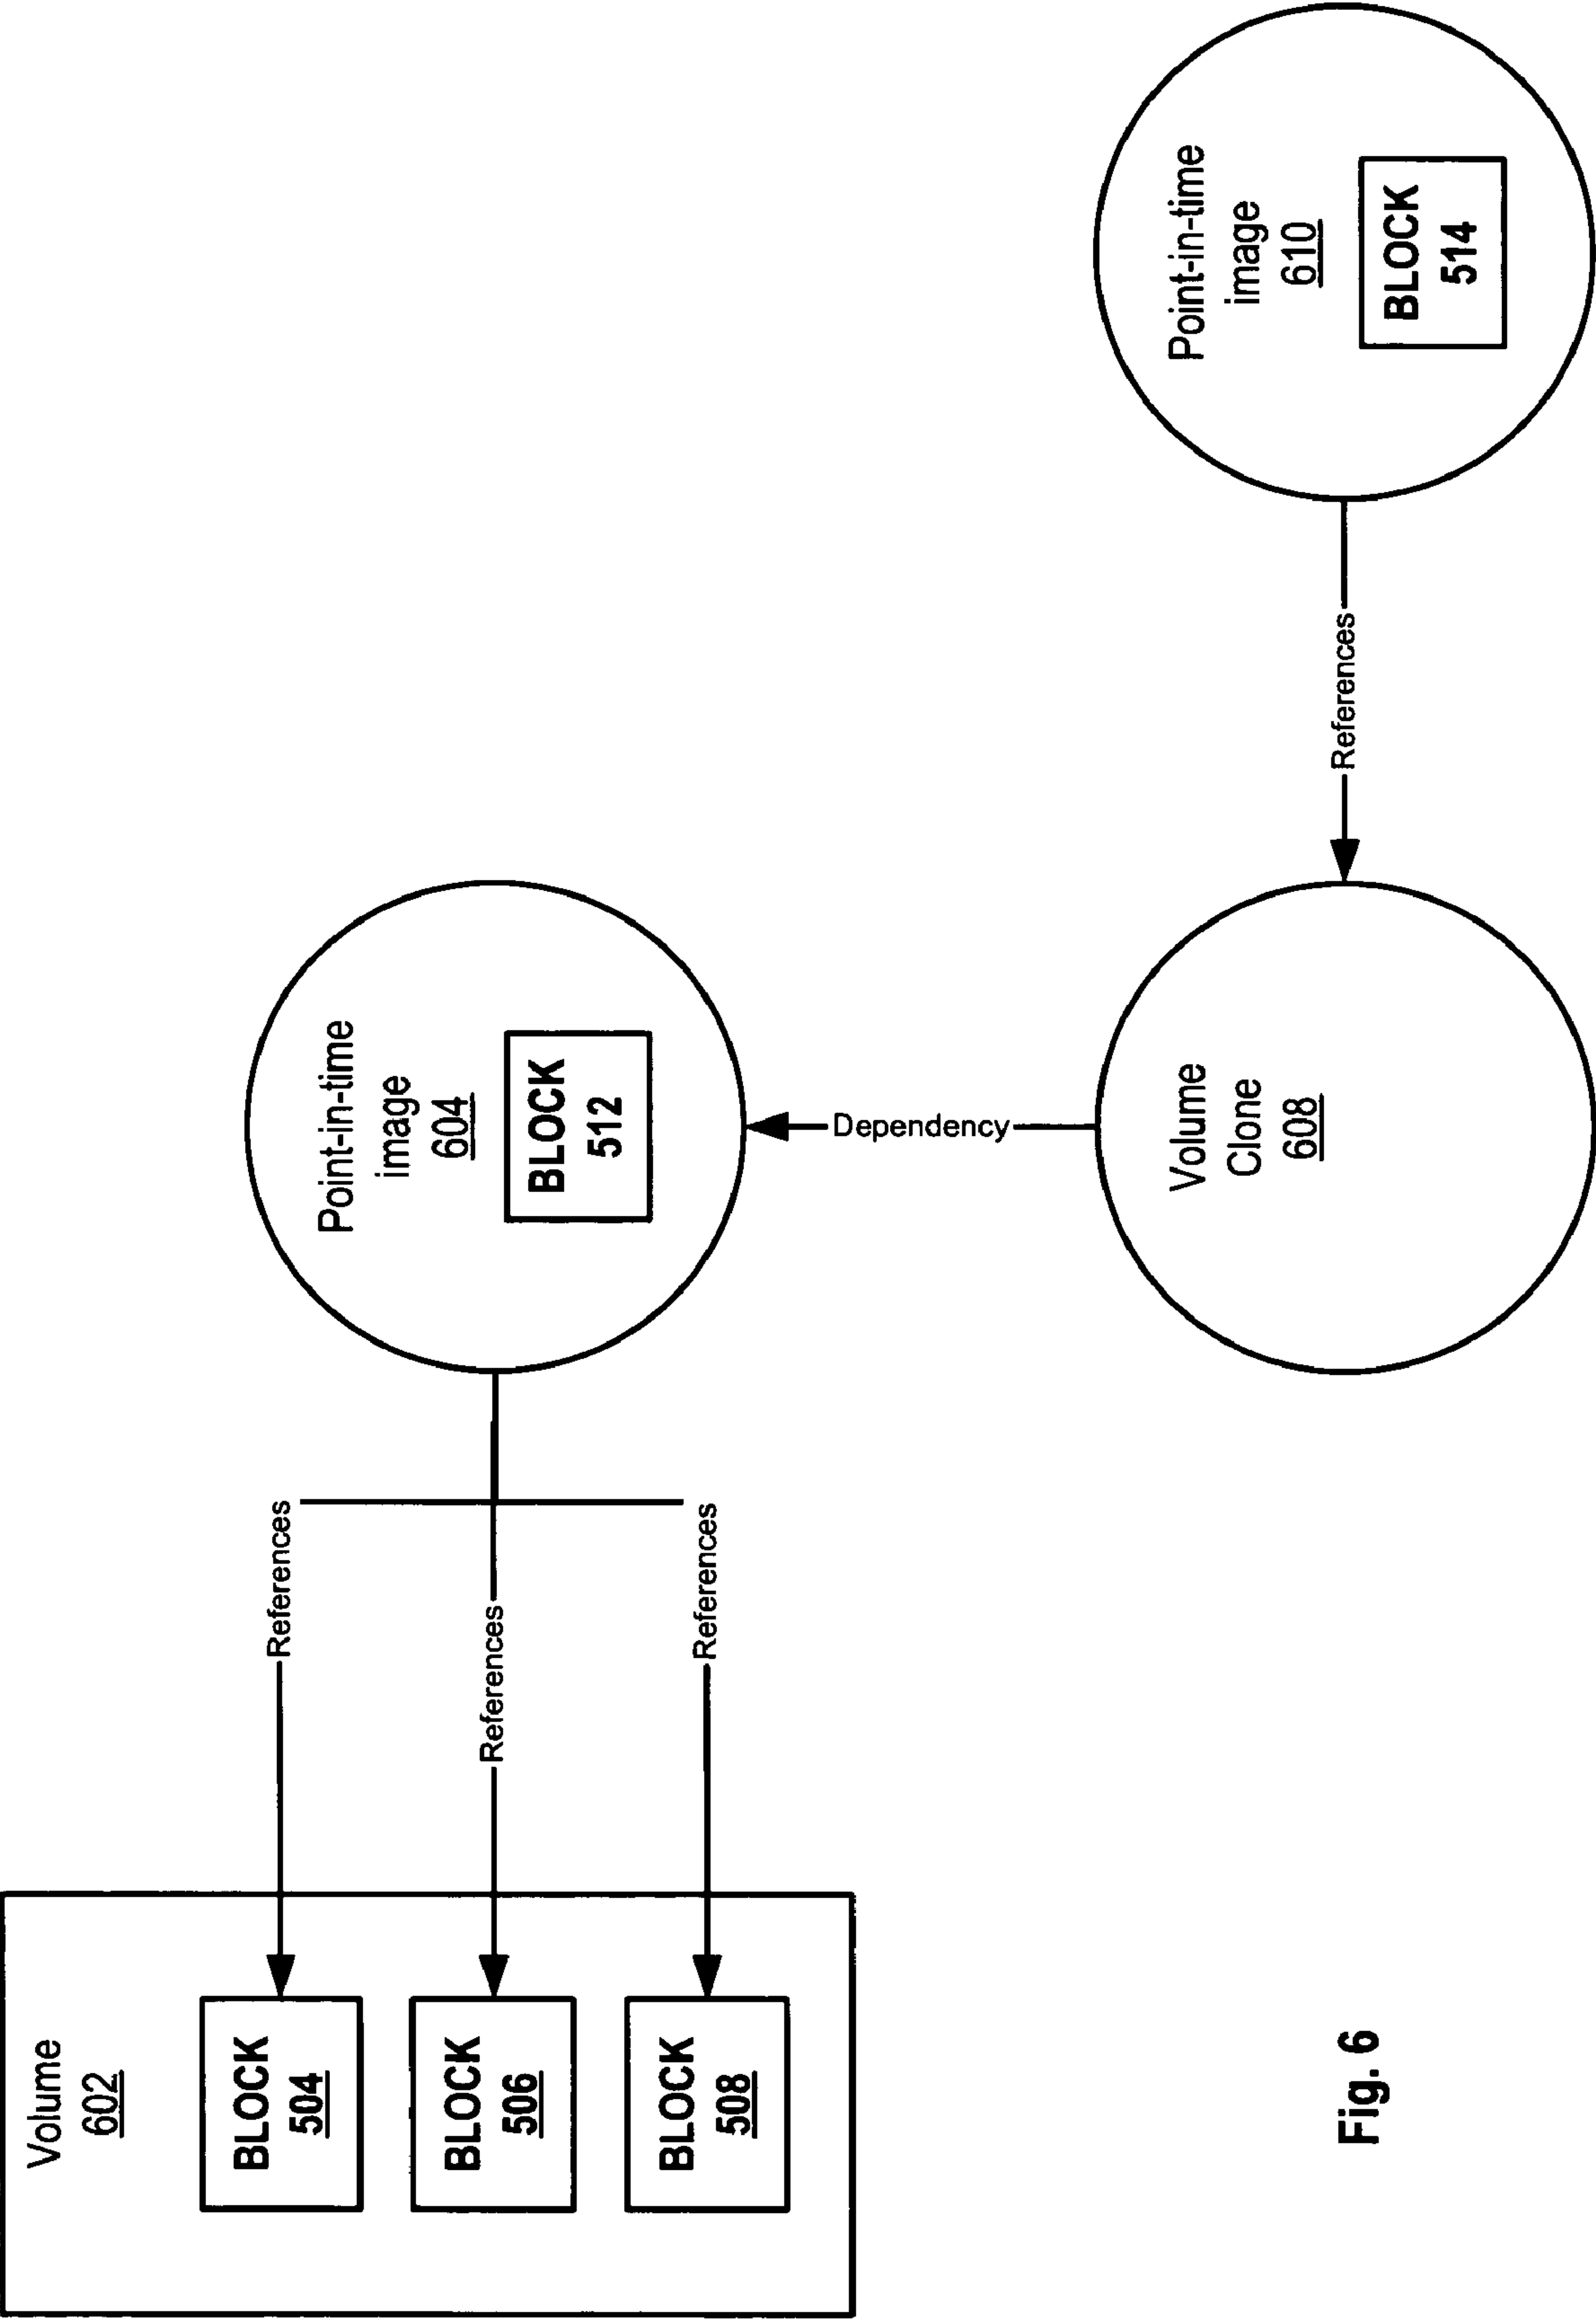 Volume
602
BLOCK
504
BLOCK
506
BLOCK
508
References
References
References
Point-in-time
image
604
BLOCK
512
Dependency
Volume
Clone
608
References
Point-in-time
image
610
BLOCK
514
Fig. 6